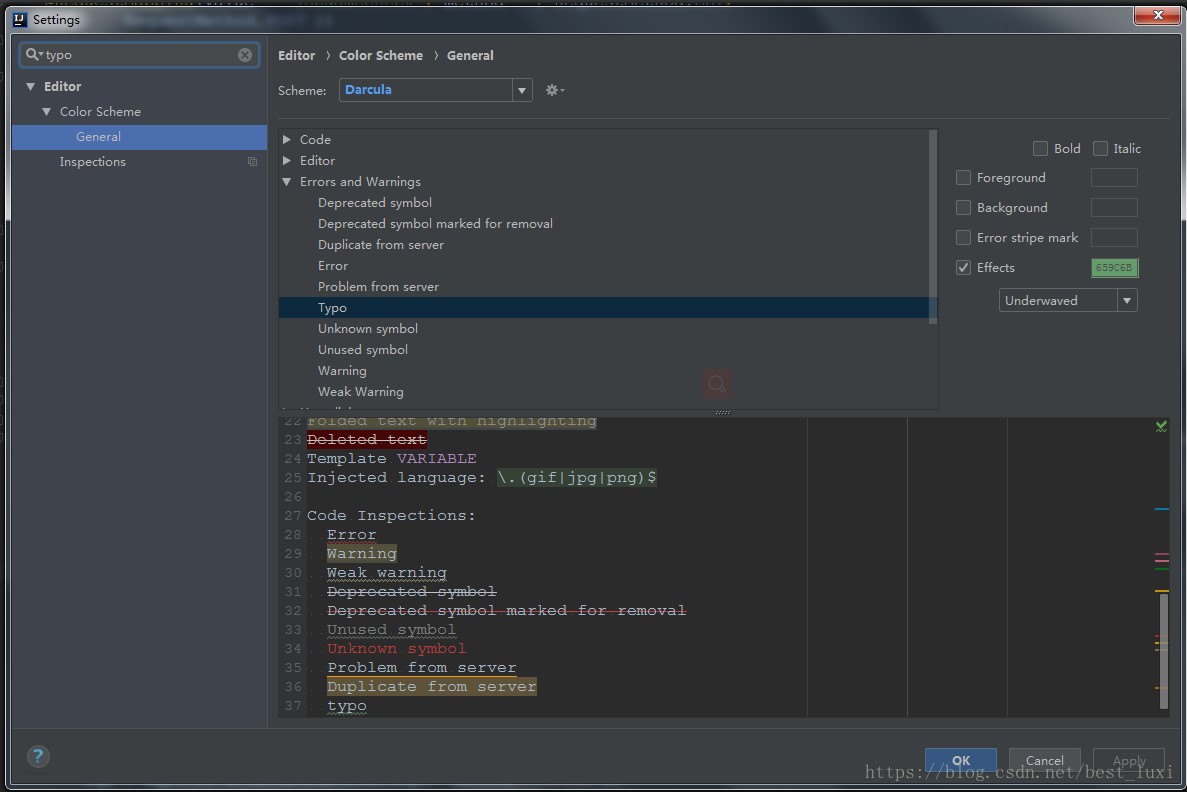 Settings
typo
Editor
Color Scheme
General
Inspections
Editor › Color Scheme › General
Scheme: Darcula
Code
Editor
Errors and Warnings
Deprecated symbol
Deprecated symbol marked for removal
Duplicate from server
Error
Problem from server
Typo
Unknown symbol
Unused symbol
Warning
Weak Warning
Bold Italic
Foreground
Background
Error stripe mark
Effects 659C6B
Underwaved
22 Folded text with highlighting
23 Deleted text
24 Template VARIABLE
25 Injected language: \.(gif|jpg|png)$
26
27 Code Inspections:
28 Error
29 Warning
30 Weak warning
31 Deprecated symbol
32 Deprecated symbol marked for removal
33 Unused symbol
34 Unknown symbol
35 Problem from server
36 Duplicate from server
37 typo
?
OK Cancel Apply
https://blog.csdn.net/best_luxi